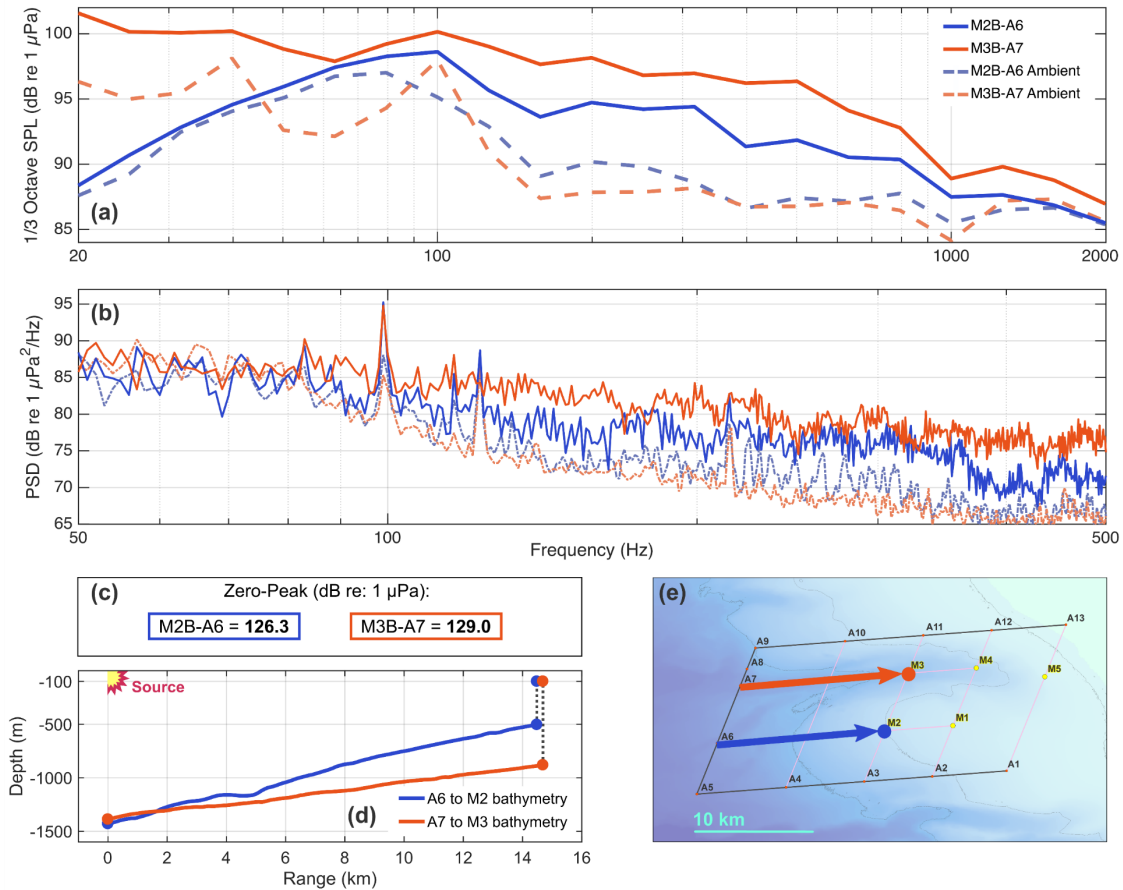 1/3 Octave SPL (dB re 1 µPa)
100
95
90
85
(a)
M2B-A6
M3B-A7
M2B-A6 Ambient
M3B-A7 Ambient
20
100
1000
2000
PSD (dB re 1 µPa²/Hz)
95
90
85
80
75
70
65
(b)
50
100
Frequency (Hz)
500
(c)
Zero-Peak (dB re: 1 µPa):
M2B-A6 = 126.3
M3B-A7 = 129.0
Depth (m)
-100
-500
-1000
-1500
Source
(d)
A6 to M2 bathymetry
A7 to M3 bathymetry
0
2
4
6
8
10
12
14
16
Range (km)
(e)
A13
A12
A11
A10
A9
A8
A7
M3
M4
M5
A6
M2
M1
A5
A4
A3
A2
A1
10 km